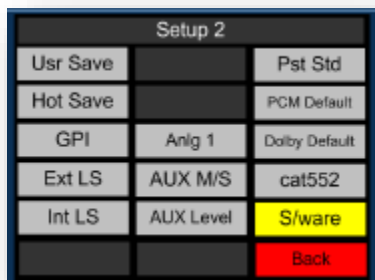 Setup 2
Usr Save
Pst Std
Hot Save
PCM Default
GPI
Anlg 1
Dolby Default
Ext LS
AUX M/S
cat552
Int LS
AUX Level
S/ware
Back